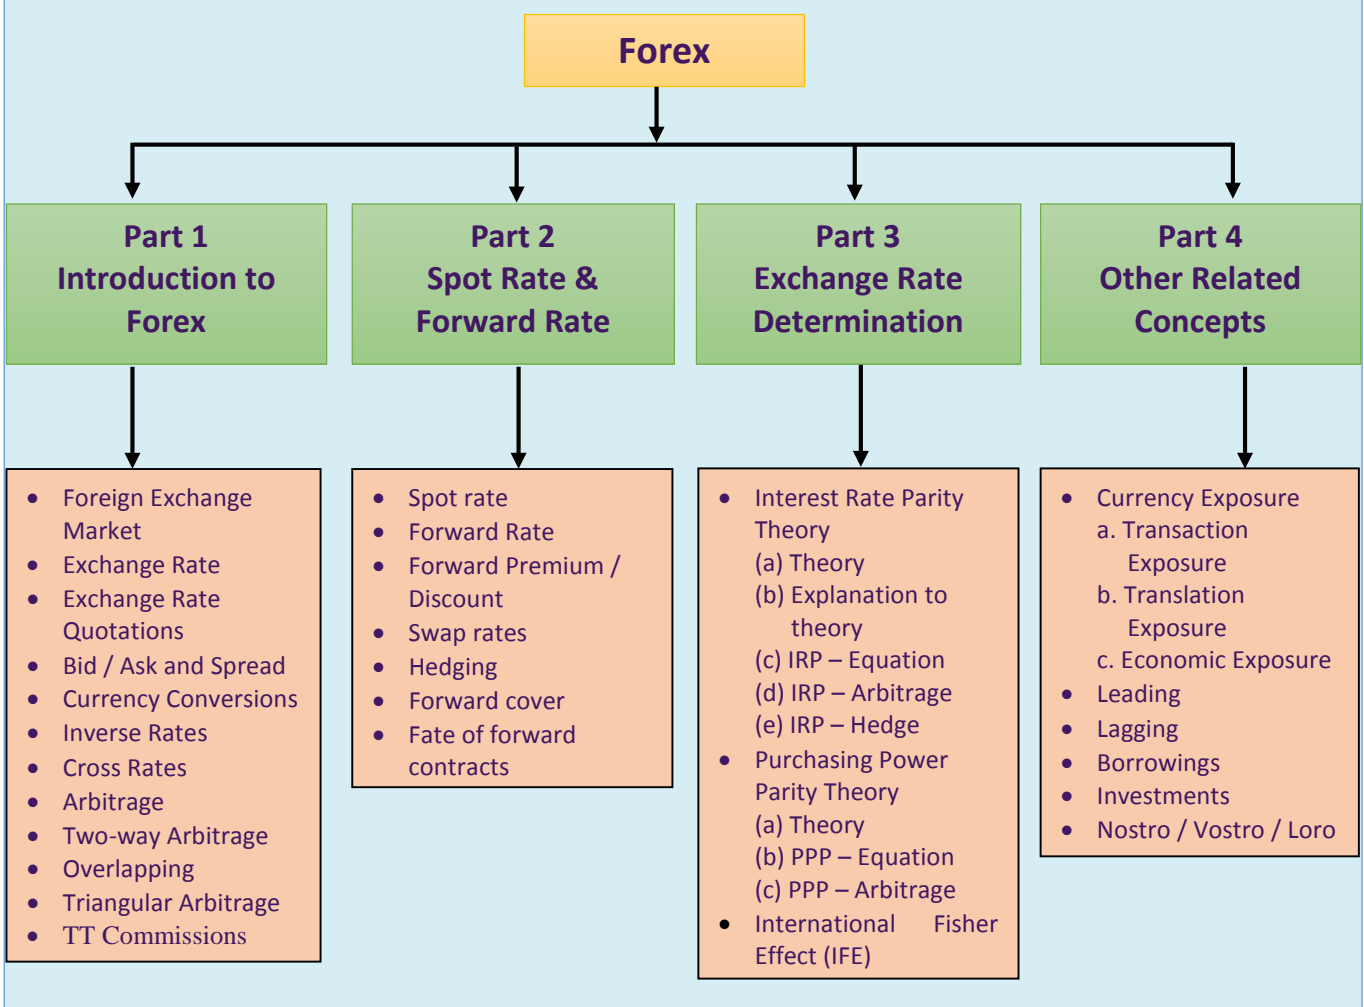 Forex
Part 1
Introduction to
Forex
Part 2
Spot Rate &
Forward Rate
Part 3
Exchange Rate
Determination
Part 4
Other Related
Concepts
• Foreign Exchange
Market
• Exchange Rate
• Exchange Rate
Quotations
• Bid / Ask and Spread
• Currency Conversions
• Inverse Rates
• Cross Rates
• Arbitrage
• Two-way Arbitrage
• Overlapping
• Triangular Arbitrage
• TT Commissions
• Spot rate
• Forward Rate
• Forward Premium /
Discount
• Swap rates
• Hedging
• Forward cover
• Fate of forward
contracts
• Interest Rate Parity
Theory
(a) Theory
(b) Explanation to
theory
(c) IRP – Equation
(d) IRP – Arbitrage
(e) IRP – Hedge
• Purchasing Power
Parity Theory
(a) Theory
(b) PPP – Equation
(c) PPP – Arbitrage
• International Fisher
Effect (IFE)
• Currency Exposure
a. Transaction
Exposure
b. Translation
Exposure
c. Economic Exposure
• Leading
• Lagging
• Borrowings
• Investments
• Nostro / Vostro / Loro